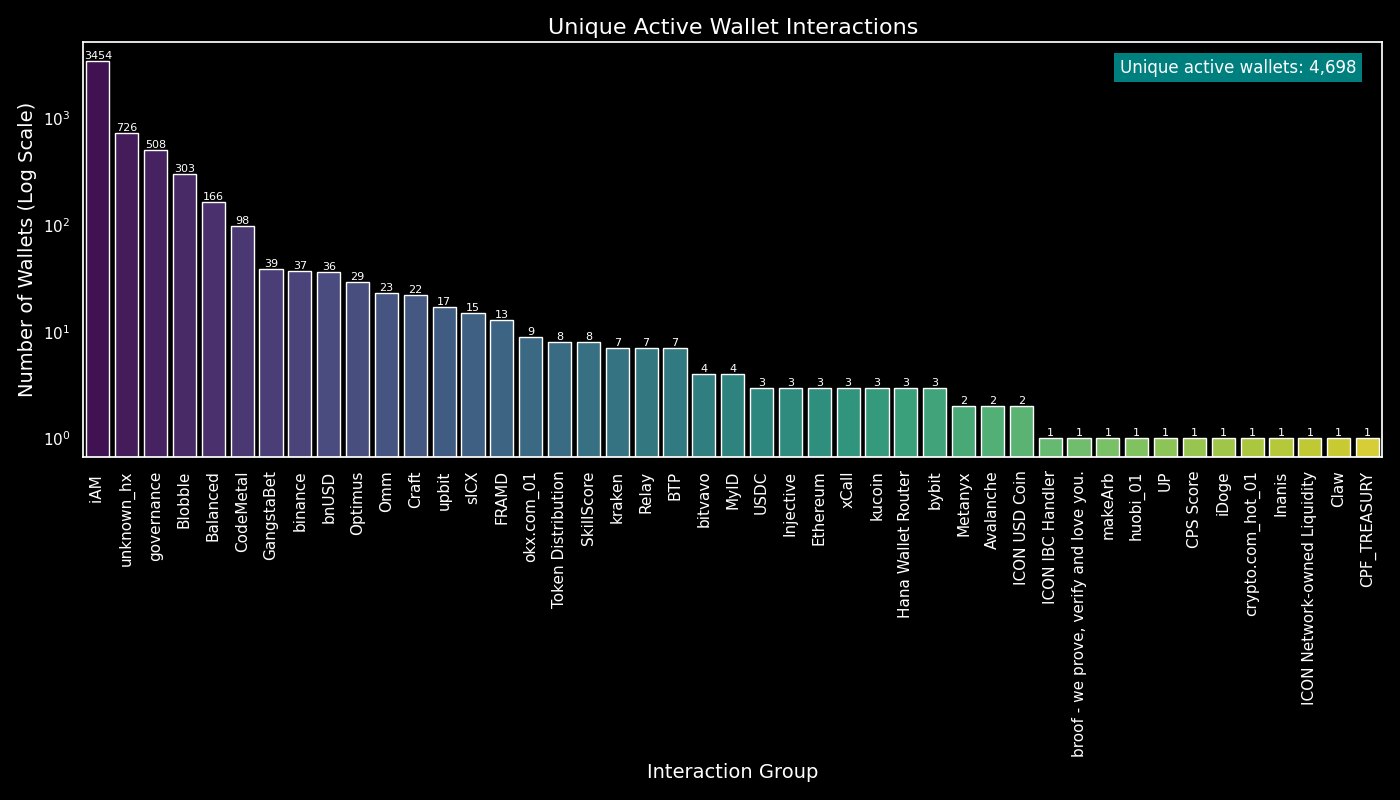 Unique Active Wallet Interactions
Unique active wallets: 4,698
Number of Wallets (Log Scale)
10³
10²
10¹
10⁰
3454
726
508
303
166
98
39
37
36
29
23
22
17
15
13
9
8
8
7
7
7
4
4
3
3
3
3
3
3
3
2
2
2
1
1
1
1
1
1
1
1
1
1
1
1
iAM
unknown_hx
governance
Blobble
Balanced
CodeMetal
GangstaBet
binance
bnUSD
Optimus
Omm
Craft
upbit
sICX
FRAMD
okx.com_01
Token Distribution
SkillScore
kraken
Relay
BTP
bitvavo
MyID
USDC
Injective
Ethereum
xCall
kucoin
Hana Wallet Router
bybit
Metanyx
Avalanche
ICON USD Coin
ICON IBC Handler
broof - we prove, verify and love you.
makeArb
huobi_01
UP
CPS Score
iDoge
crypto.com_hot_01
Inanis
ICON Network-owned Liquidity
Claw
CPF_TREASURY
Interaction Group